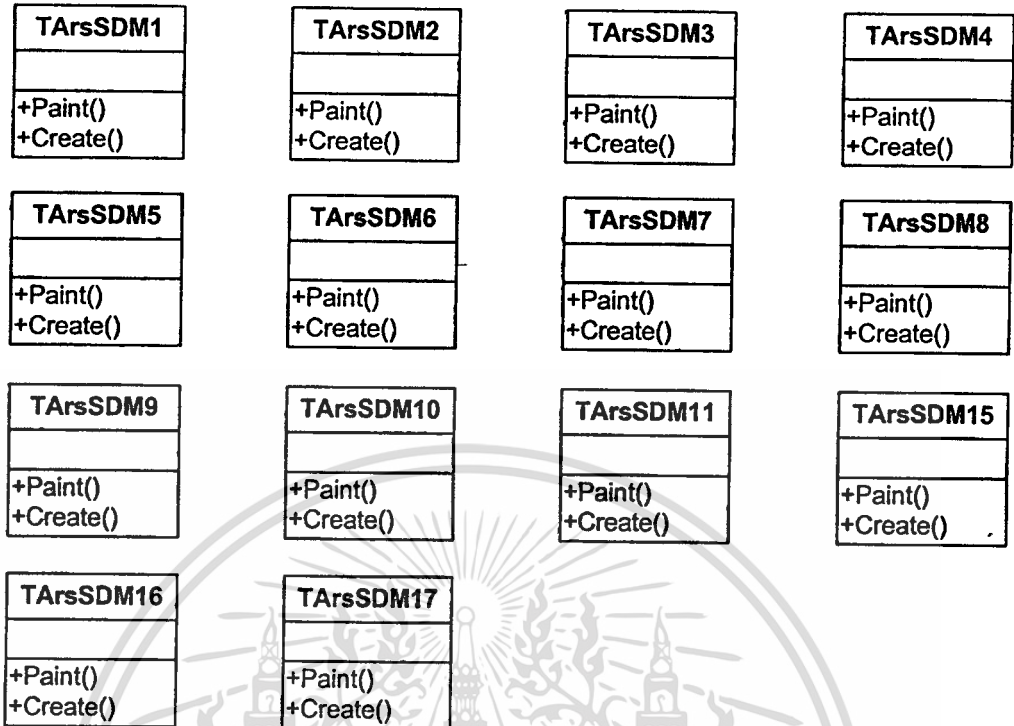 TArsSDM1
+Paint()
+Create()
TArsSDM2
+Paint()
+Create()
TArsSDM3
+Paint()
+Create()
TArsSDM4
+Paint()
+Create()
TArsSDM5
+Paint()
+Create()
TArsSDM6
+Paint()
+Create()
TArsSDM7
+Paint()
+Create()
TArsSDM8
+Paint()
+Create()
TArsSDM9
+Paint()
+Create()
TArsSDM10
+Paint()
+Create()
TArsSDM11
+Paint()
+Create()
TArsSDM15
+Paint()
+Create()
TArsSDM16
+Paint()
+Create()
TArsSDM17
+Paint()
+Create()